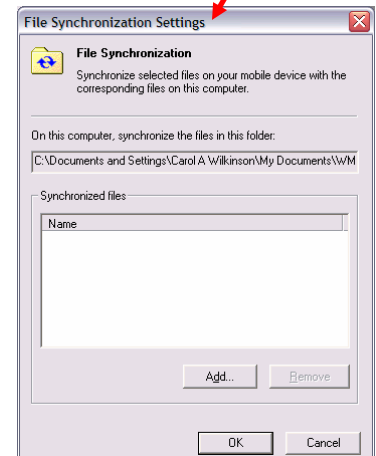 File Synchronization Settings
File Synchronization
Synchronize selected files on your mobile device with the
corresponding files on this computer.
On this computer, synchronize the files in this folder:
C:\Documents and Settings\Carol A Wilkinson\My Documents\WM
Synchronized files
Name
Add...
Remove
OK
Cancel